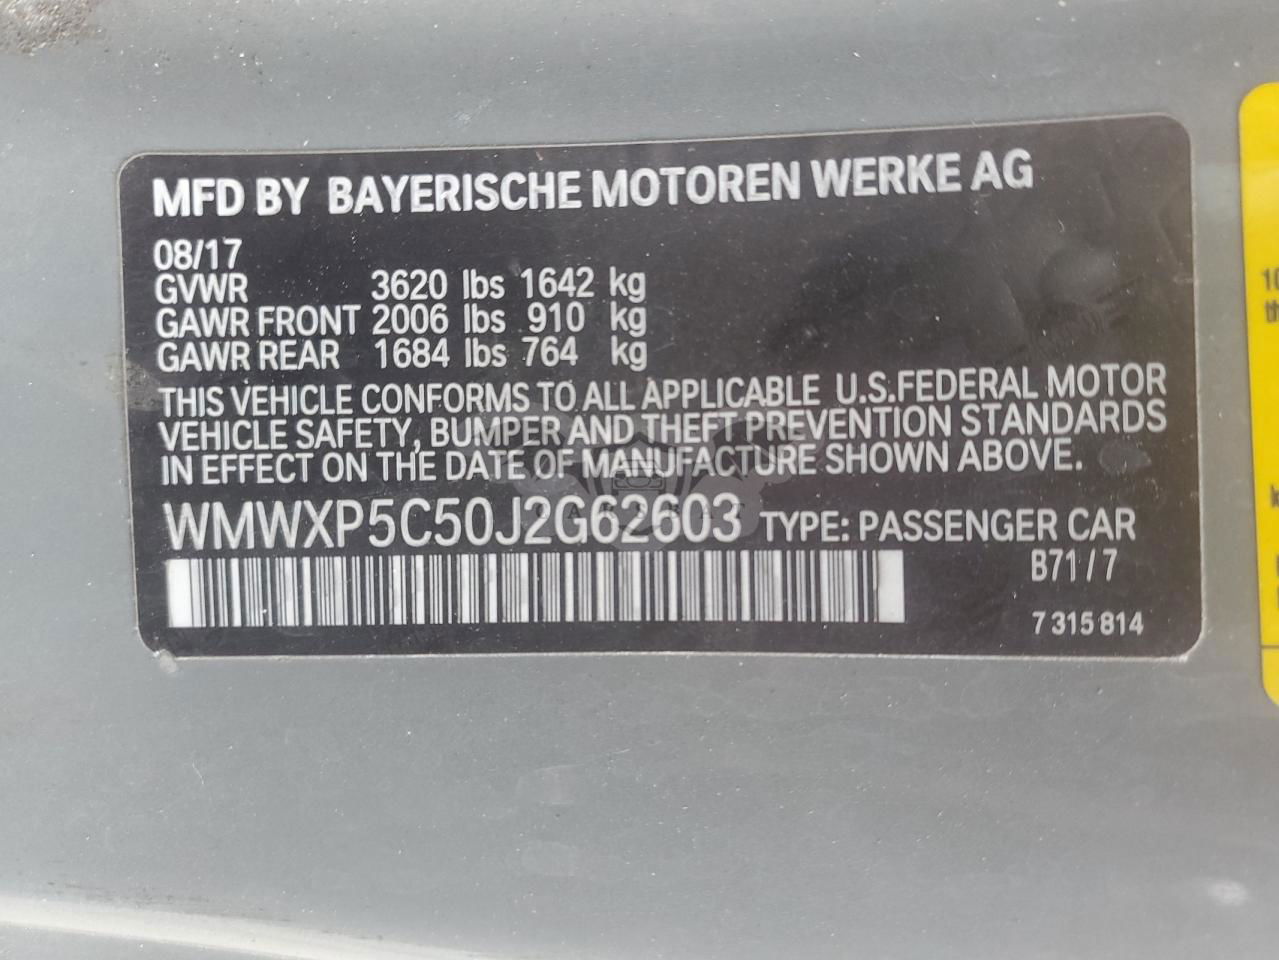 MFD BY BAYERISCHE MOTOREN WERKE AG
08/17
GVWR 3620 lbs 1642 kg
GAWR FRONT 2006 lbs 910 kg
GAWR REAR 1684 lbs 764 kg
THIS VEHICLE CONFORMS TO ALL APPLICABLE U.S.FEDERAL MOTOR
VEHICLE SAFETY, BUMPER AND THEFT PREVENTION STANDARDS
IN EFFECT ON THE DATE OF MANUFACTURE SHOWN ABOVE.
WMWXP5C50J2G62603 TYPE: PASSENGER CAR
B71/7
7 315 814